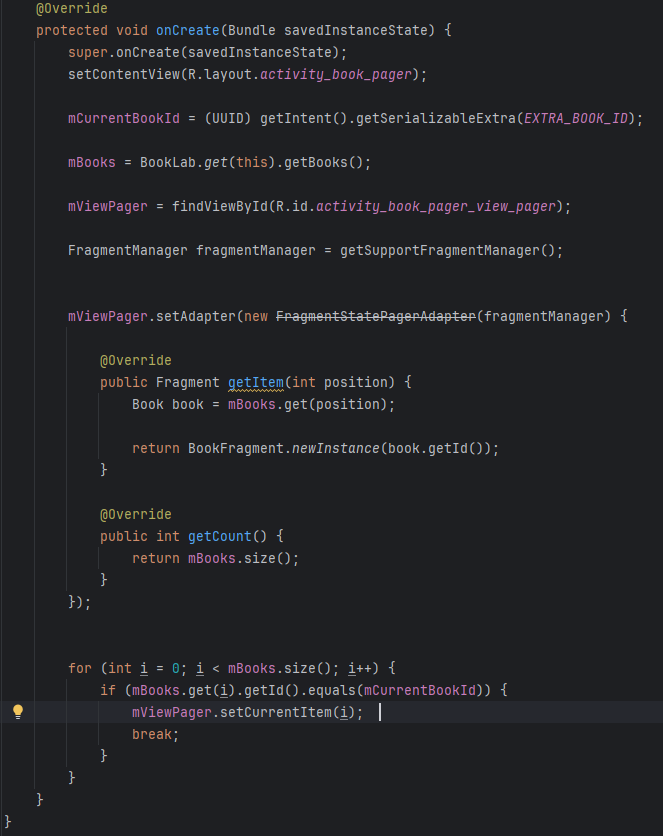 @Override
protected void onCreate(Bundle savedInstanceState) {
super.onCreate(savedInstanceState);
setContentView(R.layout.activity_book_pager);
mCurrentBookId = (UUID) getIntent().getSerializableExtra(EXTRA_BOOK_ID);
mBooks = BookLab.get(this).getBooks();
mViewPager = findViewById(R.id.activity_book_pager_view_pager);
FragmentManager fragmentManager = getSupportFragmentManager();
mViewPager.setAdapter(new FragmentStatePagerAdapter(fragmentManager) {
@Override
public Fragment getItem(int position) {
Book book = mBooks.get(position);
return BookFragment.newInstance(book.getId());
}
@Override
public int getCount() {
return mBooks.size();
}
});
for (int i = 0; i < mBooks.size(); i++) {
if (mBooks.get(i).getId().equals(mCurrentBookId)) {
mViewPager.setCurrentItem(i);
break;
}
}
}
}